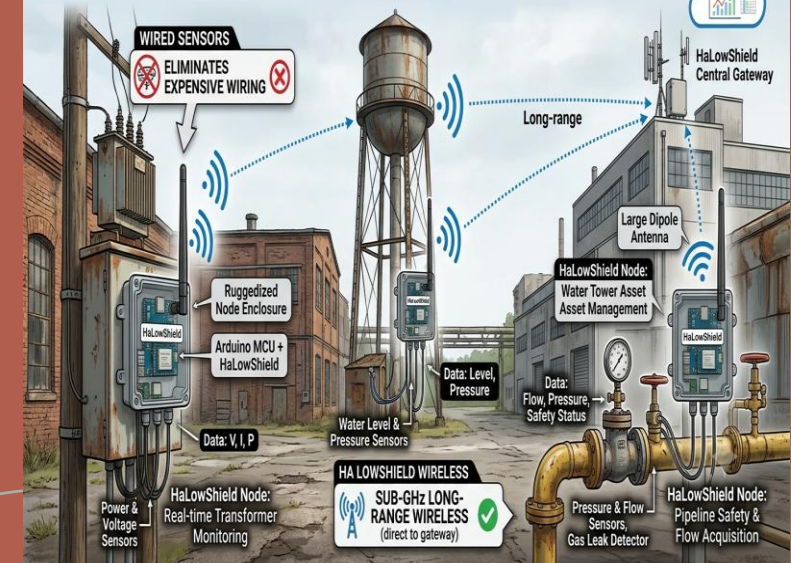 WIRED SENSORS
ELIMINATES
EXPENSIVE WIRING
HaLowShield
Central Gateway
Long-range
Large Dipole
Antenna
HaLowShield Node:
Water Tower Asset
Asset Management
Ruggedized
Node Enclosure
Arduino MCU +
HaLowShield
HaLowShield
HaLowShield
Data: V, I, P
Data: Level,
Pressure
Data:
Flow, Pressure,
Safety Status
Water Level &
Pressure Sensors
Power &
Voltage
Sensors
HaLowShield Node:
Real-time Transformer
Monitoring
HA LOWSHIELD WIRELESS
SUB-GHz LONG-
RANGE WIRELESS
(direct to gateway)
Pressure & Flow
Sensors,
Gas Leak Detector
HaLowShield Node:
Pipeline Safety &
Flow Acquisition